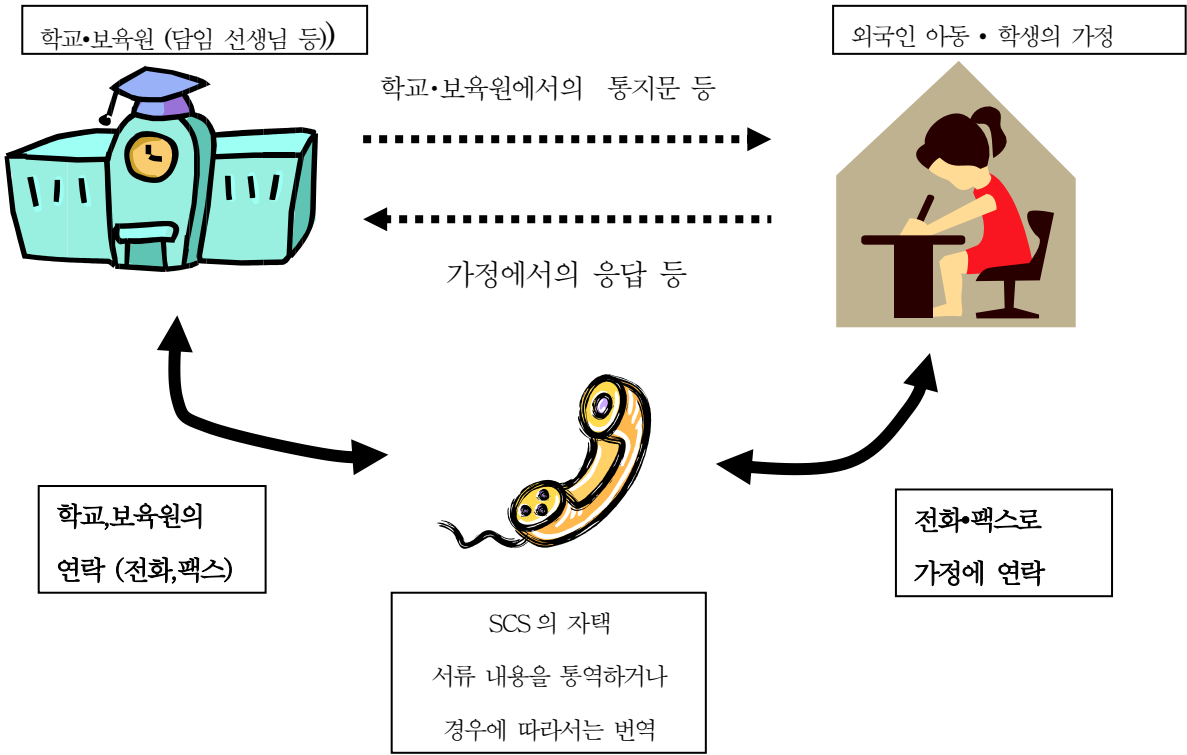 학교•보육원 (담임 선생님 등))
외국인 아동 • 학생의 가정
학교•보육원에서의 통지문 등
가정에서의 응답 등
학교,보육원의
연락 (전화,팩스)
전화•팩스로
가정에 연락
SCS 의 자택
서류 내용을 통역하거나
경우에 따라서는 번역